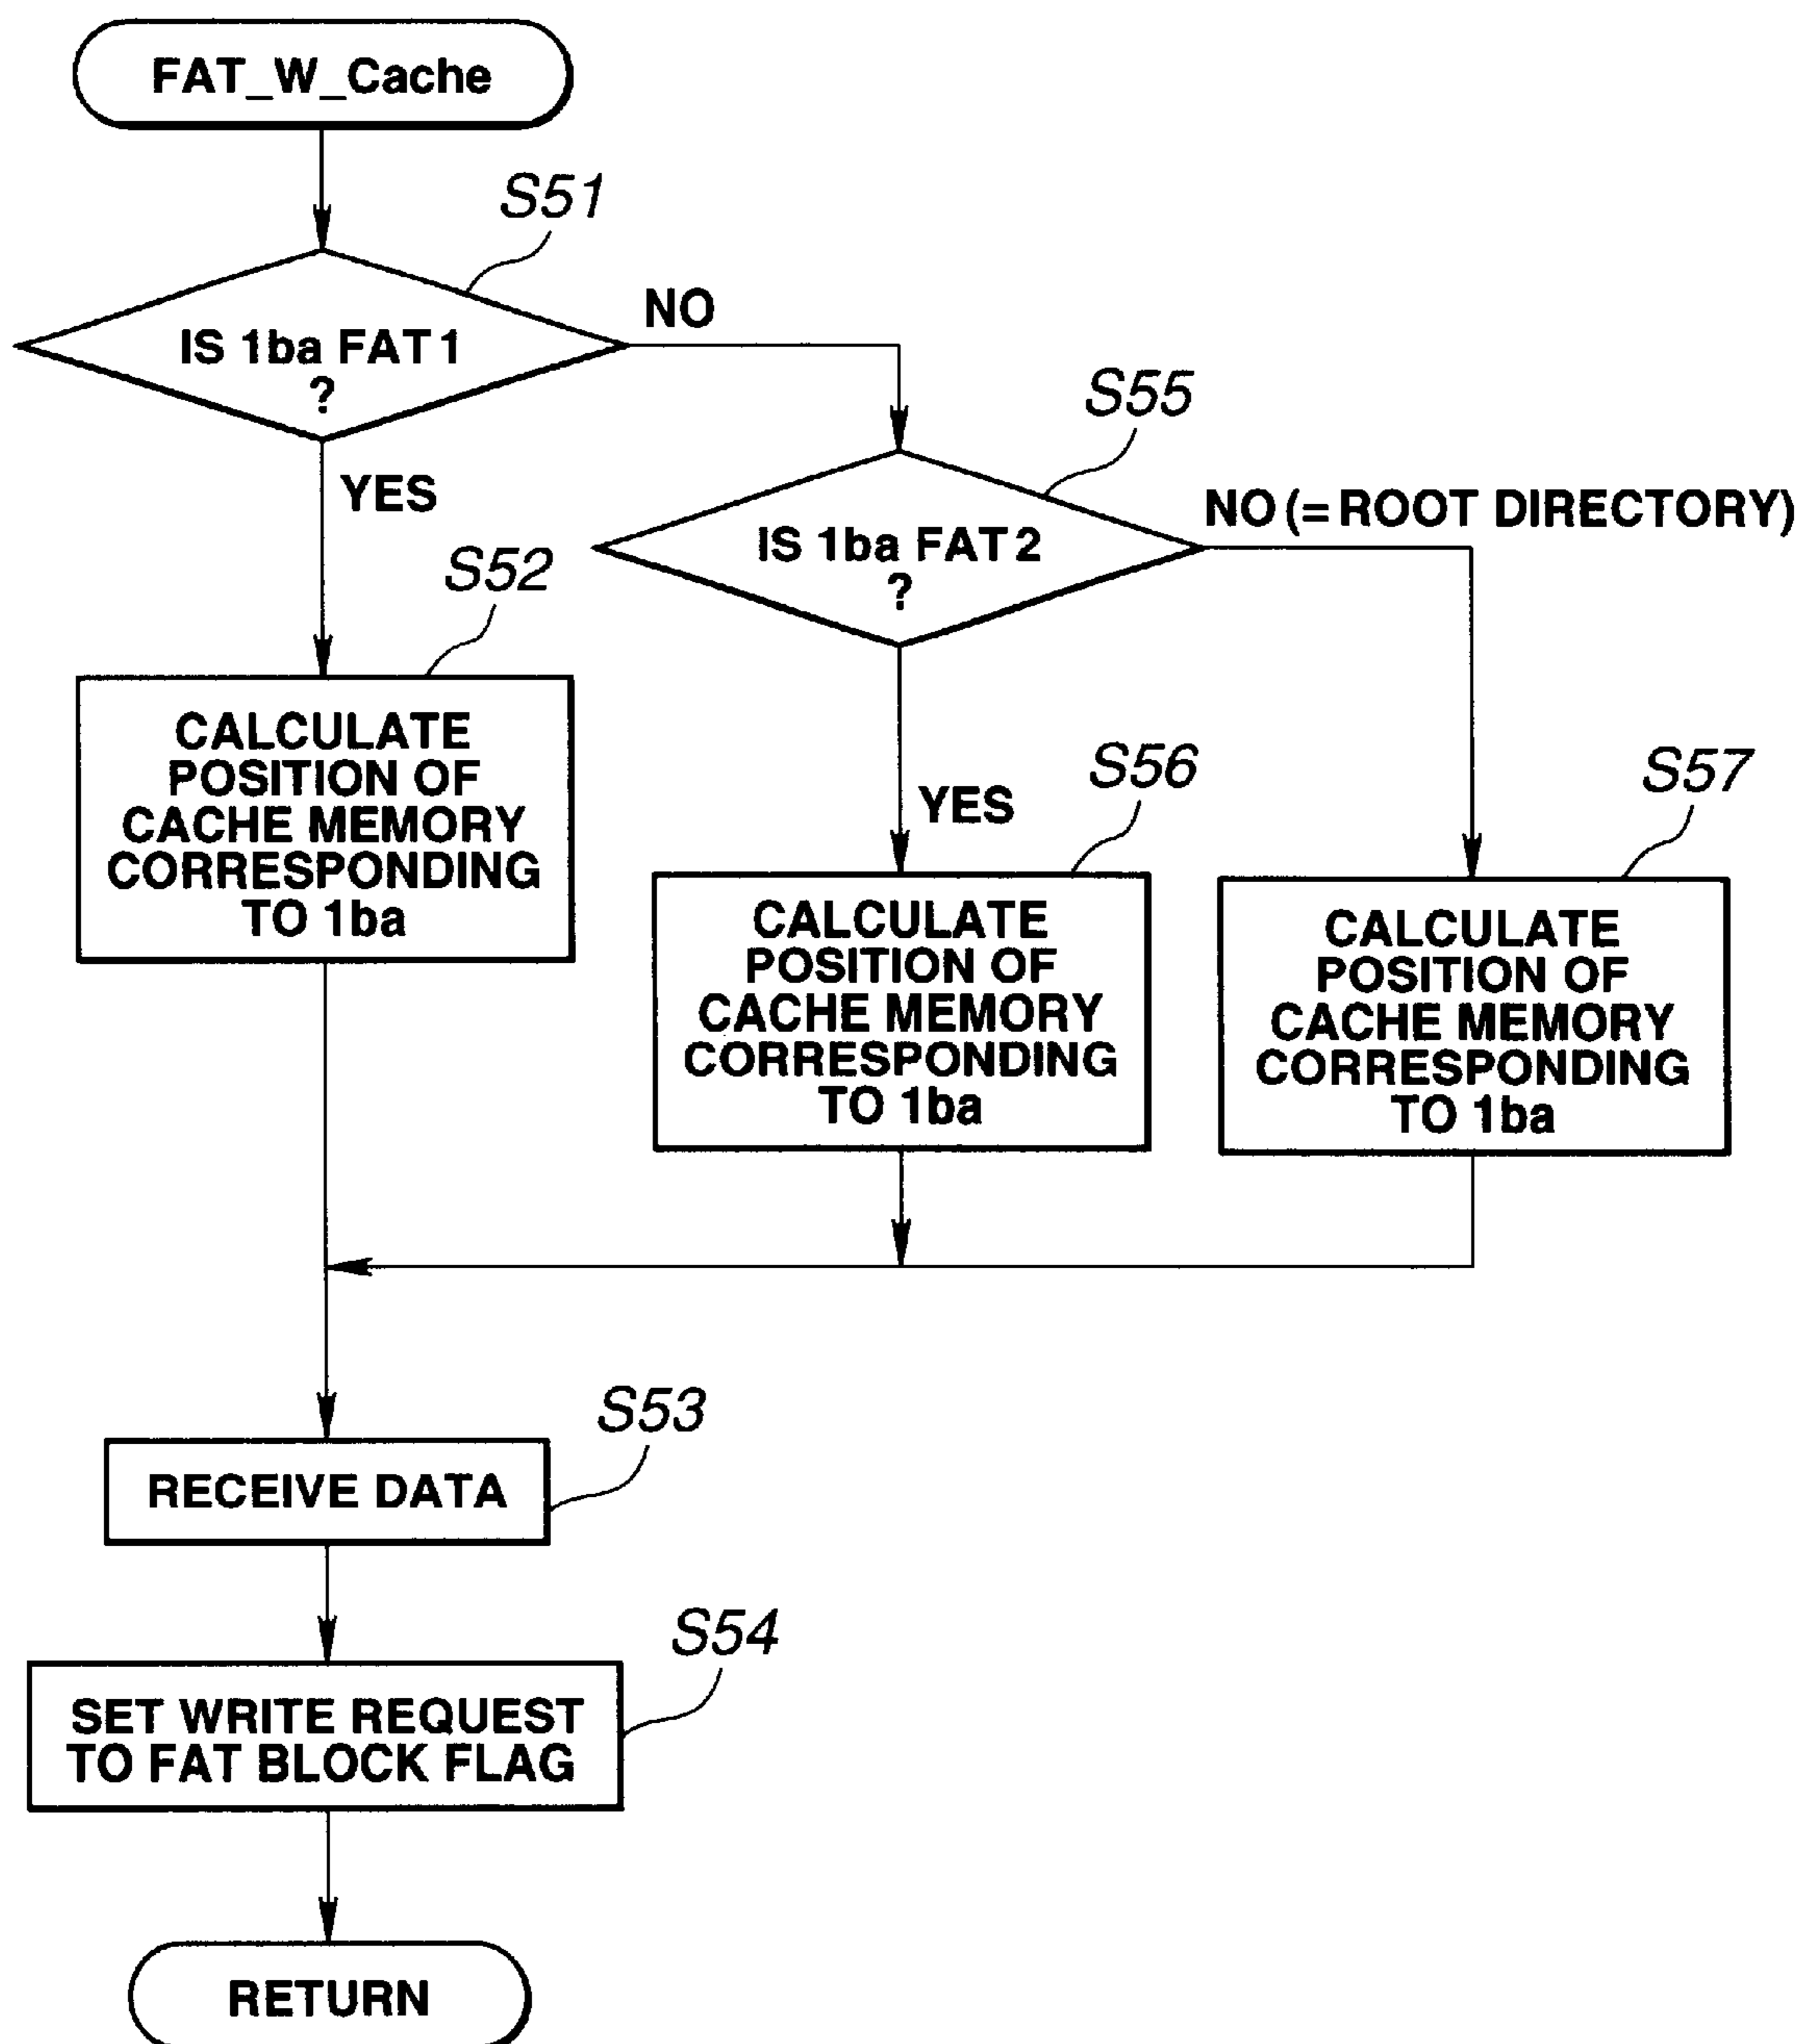 FAT_W_Cache
S51
IS 1ba FAT1
?
NO
YES
S55
IS 1ba FAT2
?
NO (= ROOT DIRECTORY)
S52
CALCULATE
POSITION OF
CACHE MEMORY
CORRESPONDING
TO 1ba
YES
S56
CALCULATE
POSITION OF
CACHE MEMORY
CORRESPONDING
TO 1ba
S57
CALCULATE
POSITION OF
CACHE MEMORY
CORRESPONDING
TO 1ba
S53
RECEIVE DATA
S54
SET WRITE REQUEST
TO FAT BLOCK FLAG
RETURN